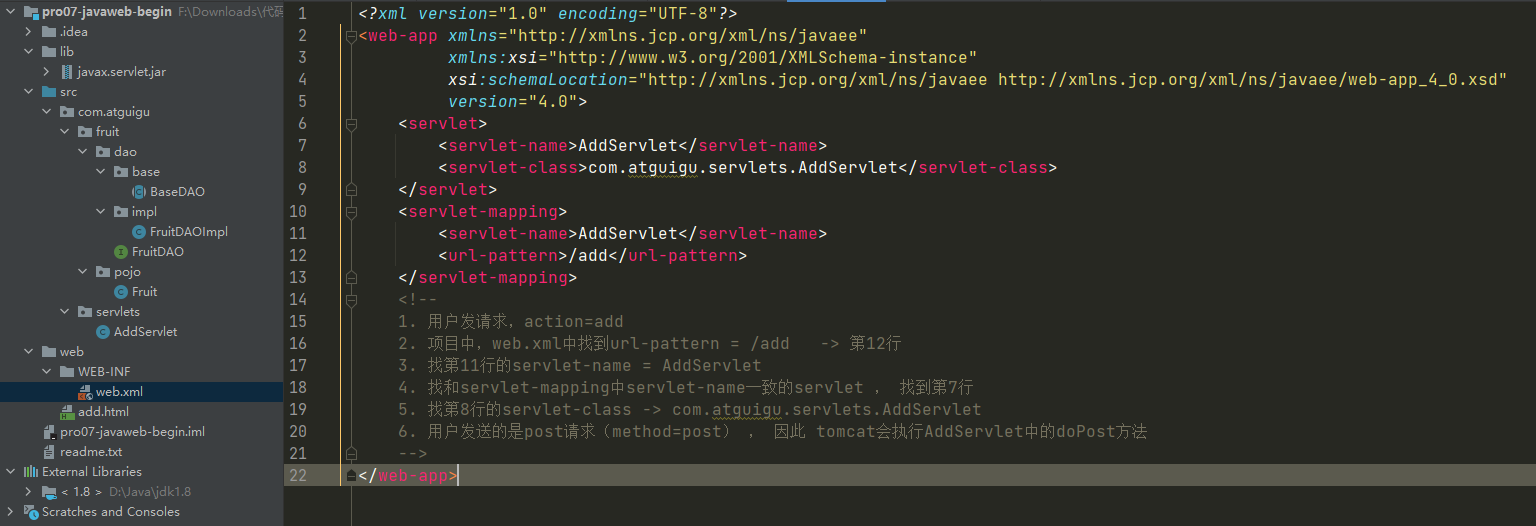 pro07-javaweb-begin F:\Downloads\代码
.idea
lib
javax.servlet.jar
src
com.atguigu
fruit
dao
base
BaseDAO
impl
FruitDAOImpl
FruitDAO
pojo
Fruit
servlets
AddServlet
web
WEB-INF
web.xml
add.html
pro07-javaweb-begin.iml
readme.txt
External Libraries
< 1.8 > D:\Java\jdk1.8
Scratches and Consoles
1 <?xml version="1.0" encoding="UTF-8"?>
2 <web-app xmlns="http://xmlns.jcp.org/xml/ns/javaee"
3 xmlns:xsi="http://www.w3.org/2001/XMLSchema-instance"
4 xsi:schemaLocation="http://xmlns.jcp.org/xml/ns/javaee http://xmlns.jcp.org/xml/ns/javaee/web-app_4_0.xsd"
5 version="4.0">
6 <servlet>
7 <servlet-name>AddServlet</servlet-name>
8 <servlet-class>com.atguigu.servlets.AddServlet</servlet-class>
9 </servlet>
10 <servlet-mapping>
11 <servlet-name>AddServlet</servlet-name>
12 <url-pattern>/add</url-pattern>
13 </servlet-mapping>
14 <!--
15 1. 用户发请求，action=add
16 2. 项目中，web.xml中找到url-pattern = /add -> 第12行
17 3. 找第11行的servlet-name = AddServlet
18 4. 找和servlet-mapping中servlet-name一致的servlet ， 找到第7行
19 5. 找第8行的servlet-class -> com.atguigu.servlets.AddServlet
20 6. 用户发送的是post请求（method=post） ， 因此 tomcat会执行AddServlet中的doPost方法
21 -->
22 </web-app>